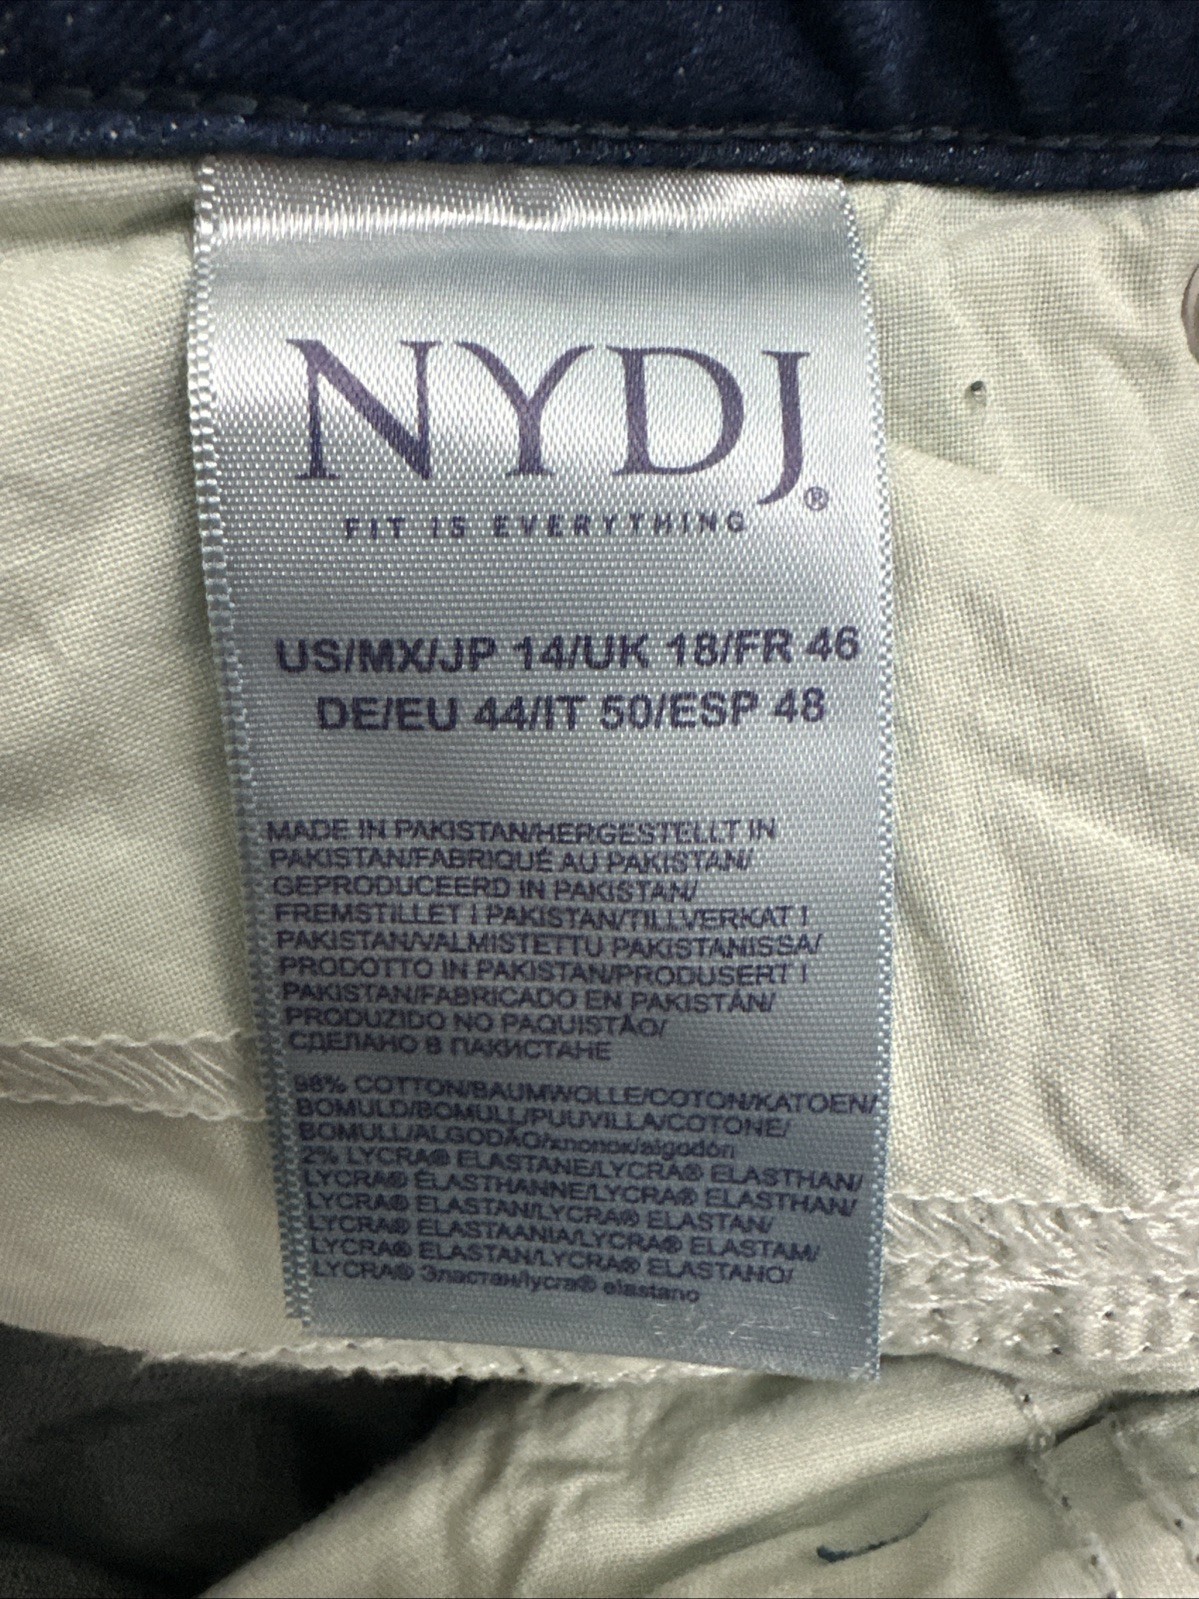 NYDJ®
FIT IS EVERYTHING
US/MX/JP 14/UK 18/FR 46
DE/EU 44/IT 50/ESP 48
MADE IN PAKISTAN/HERGESTELLT IN
PAKISTAN/FABRIQUÉ AU PAKISTAN/
GEPRODUCEERD IN PAKISTAN/
FREMSTILLET I PAKISTAN/TILLVERKAT I
PAKISTAN/VALMISTETTU PAKISTANISSA/
PRODOTTO IN PAKISTAN/PRODUSERT I
PAKISTAN/FABRICADO EN PAKISTÁN/
PRODUZIDO NO PAQUISTÃO/
СДЕЛАНО В ПАКИСТАНЕ
98% COTTON/BAUMWOLLE/COTON/KATOEN/
BOMULD/BOMULL/PUUVILLA/COTONE/
BOMULL/ALGODÃO/хлопок/algodón
2% LYCRA® ELASTANE/LYCRA® ELASTHAN/
LYCRA® ÉLASTHANNE/LYCRA® ELASTHAN/
LYCRA® ELASTAN/LYCRA® ELASTAN/
LYCRA® ELASTAANIA/LYCRA® ELASTAM/
LYCRA® ELASTAN/LYCRA® ELASTANO/
LYCRA® Эластан/lycra® elastano